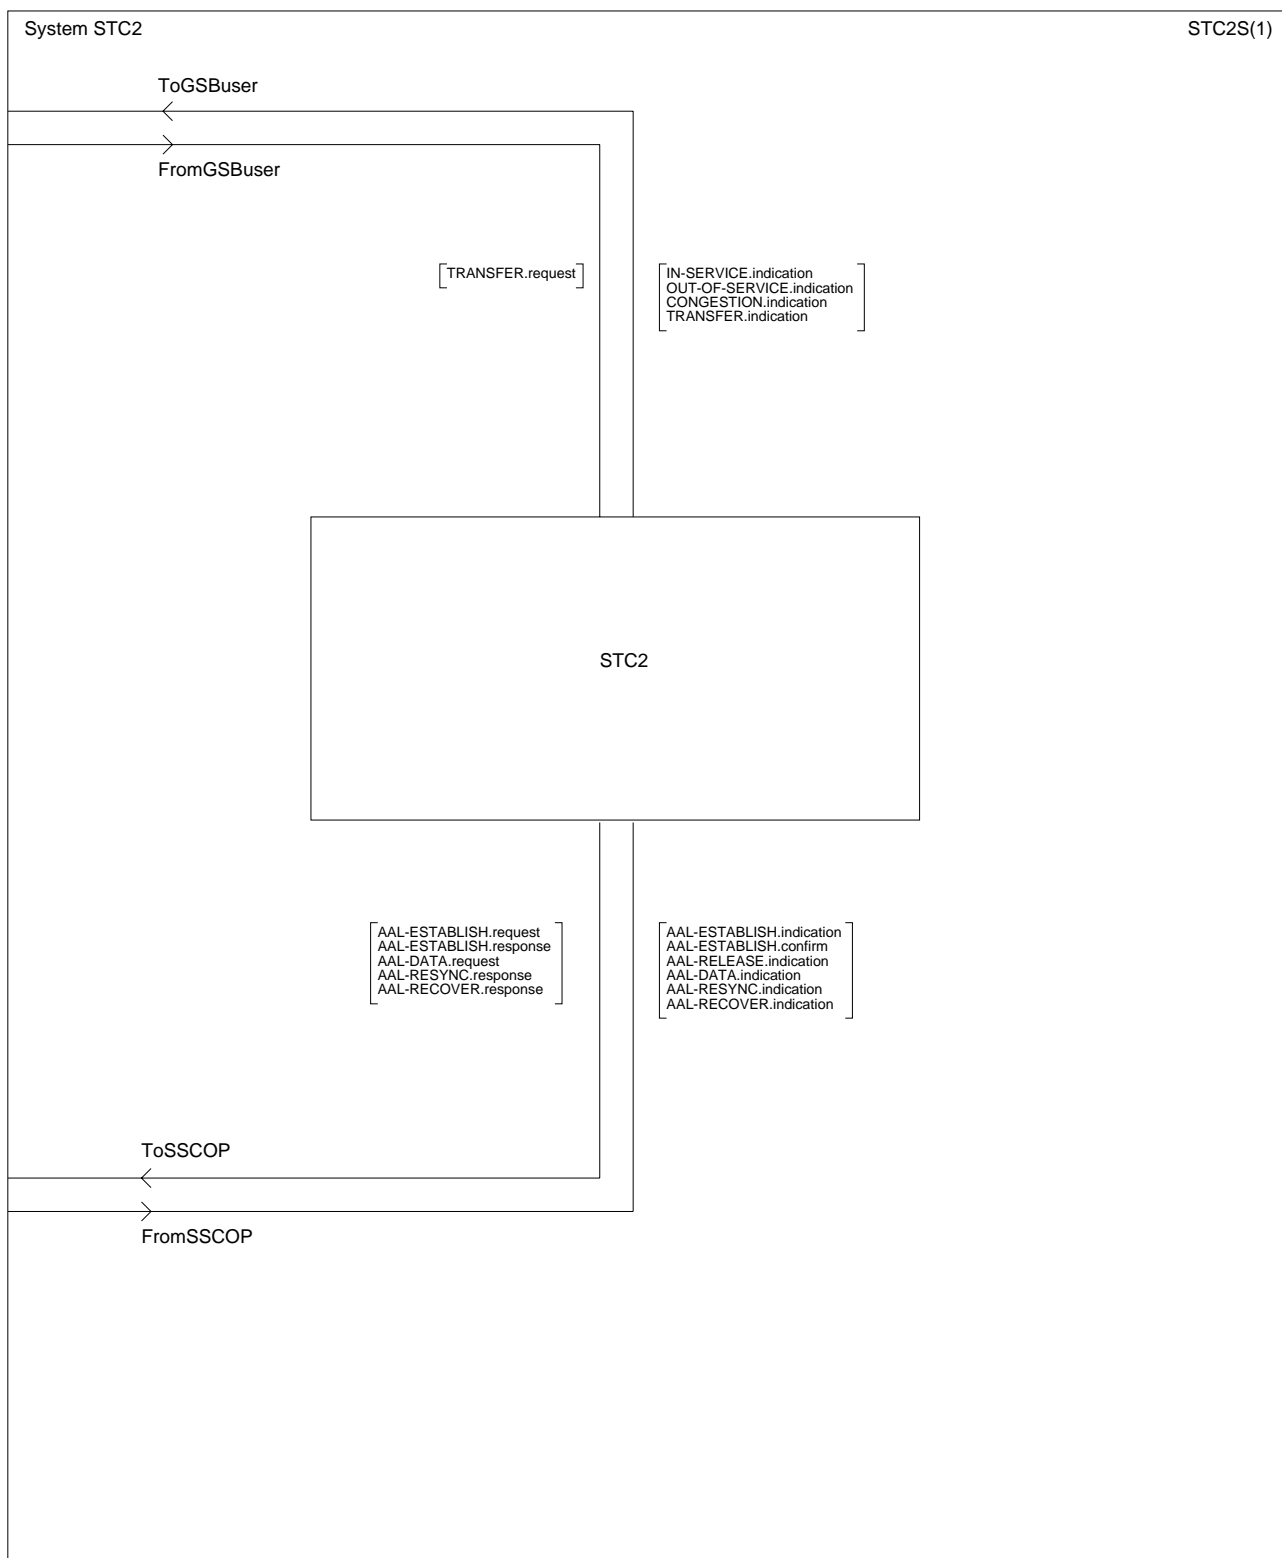 System STC2
STC2S(1)
ToGSBuser
FromGSBuser
TRANSFER.request
IN-SERVICE.indication
OUT-OF-SERVICE.indication
CONGESTION.indication
TRANSFER.indication
STC2
AAL-ESTABLISH.request
AAL-ESTABLISH.response
AAL-DATA.request
AAL-RESYNC.response
AAL-RECOVER.response
AAL-ESTABLISH.indication
AAL-ESTABLISH.confirm
AAL-RELEASE.indication
AAL-DATA.indication
AAL-RESYNC.indication
AAL-RECOVER.indication
ToSSCOP
FromSSCOP